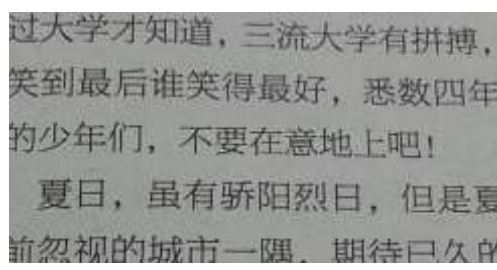 过大学才知道，三流大学有拼搏，
笑到最后谁笑得最好，悉数四年
的少年们，不要在意地上吧！
夏日，虽有骄阳烈日，但是夏
前忽视的城市一隅，期待已久的